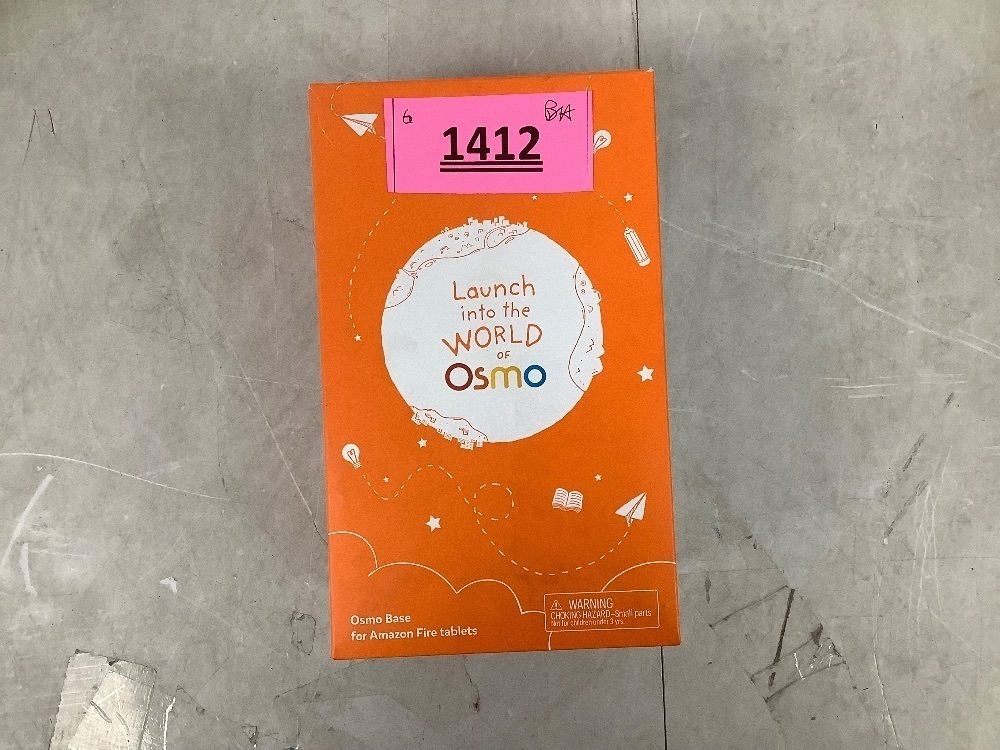 6
1412
Launch
into the
WORLD
OF
Osmo
Osmo Base
for Amazon Fire tablets
WARNING
CHOKING HAZARD–Small parts
Not for children under 3 yrs.